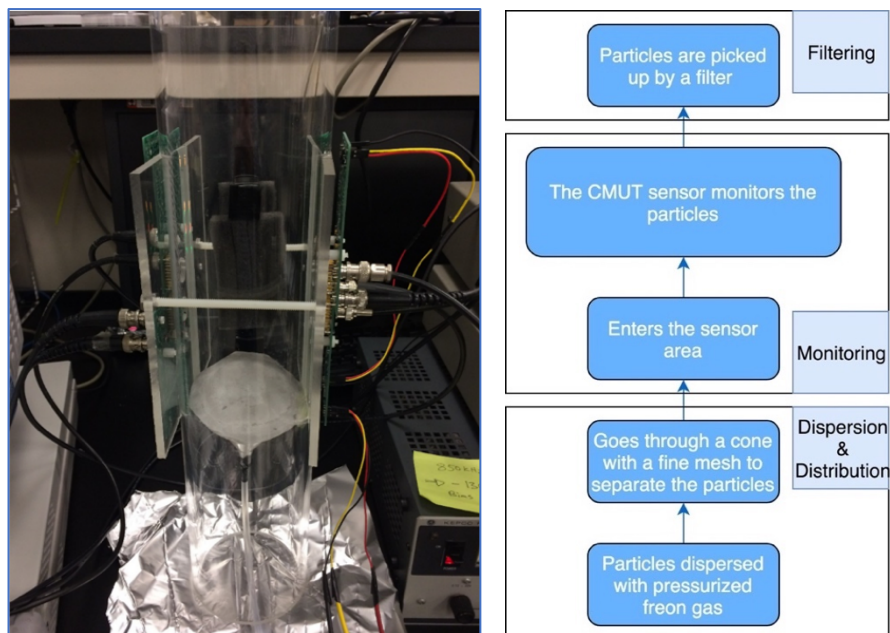 Particles are picked
up by a filter
Filtering
The CMUT sensor monitors the
particles
Enters the sensor
area
Monitoring
Goes through a cone
with a fine mesh to
separate the particles
Dispersion
&
Distribution
Particles dispersed
with pressurized
freon gas